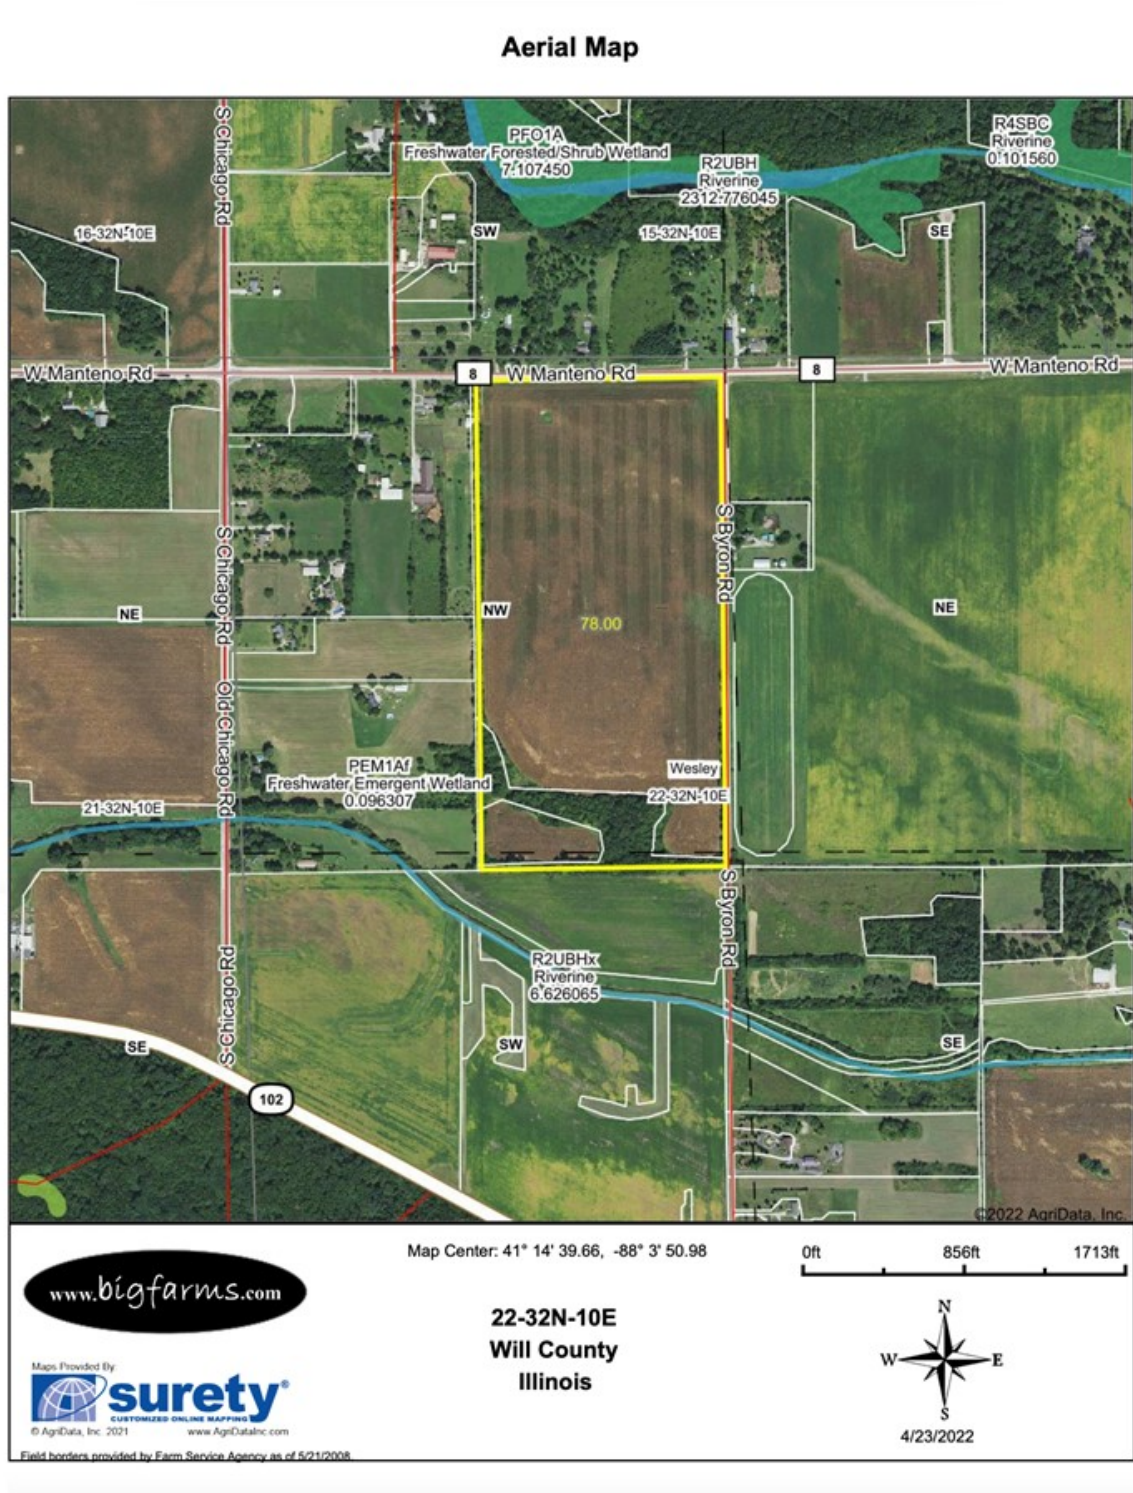 Aerial Map
S Chicago Rd
PFO1A
Freshwater Forested/Shrub Wetland
7.107450
R2UBH
Riverine
2312.776045
R4SBC
Riverine
0.101560
16-32N-10E
SW
15-32N-10E
SE
W Manteno Rd
8
W Manteno Rd
8
W Manteno Rd
S Chicago Rd
S Byron Rd
NE
NW
78.00
NE
Old Chicago Rd
PEM1Af
Freshwater Emergent Wetland
0.096307
Wesley
22-32N-10E
21-32N-10E
S Byron Rd
S Chicago Rd
R2UBHx
Riverine
6.626065
SE
SW
SE
102
©2022 AgriData, Inc.
Map Center: 41° 14' 39.66, -88° 3' 50.98
0ft 856ft 1713ft
www.bigfarms.com
22-32N-10E
Will County
Illinois
N
W E
S
4/23/2022
Maps Provided By:
surety®
CUSTOMIZED ONLINE MAPPING
© AgriData, Inc. 2021 www.AgriDataInc.com
Field borders provided by Farm Service Agency as of 5/21/2008.